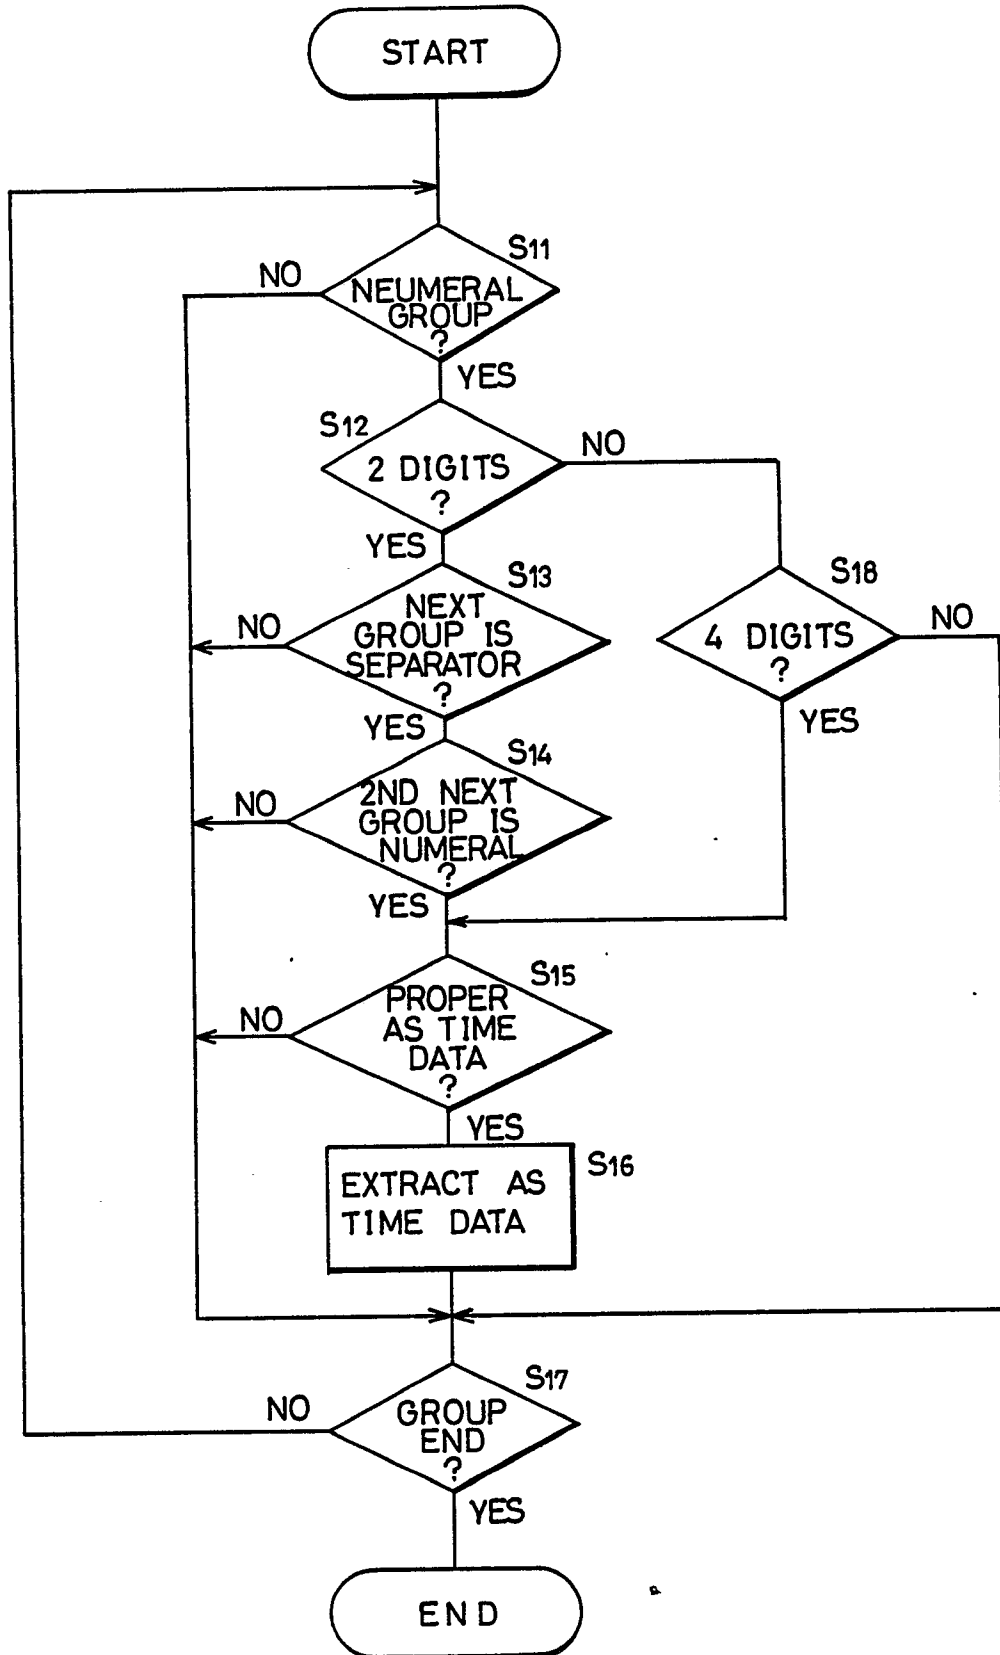 START
S11
NO
NEUMERAL
GROUP
?
YES
S12
2 DIGITS
?
NO
YES
S13
NEXT
GROUP IS
SEPARATOR
?
NO
YES
S18
4 DIGITS
?
NO
YES
S14
2ND NEXT
GROUP IS
NUMERAL
?
NO
YES
S15
PROPER
AS TIME
DATA
?
NO
YES
S16
EXTRACT AS
TIME DATA
S17
GROUP
END
?
NO
YES
END